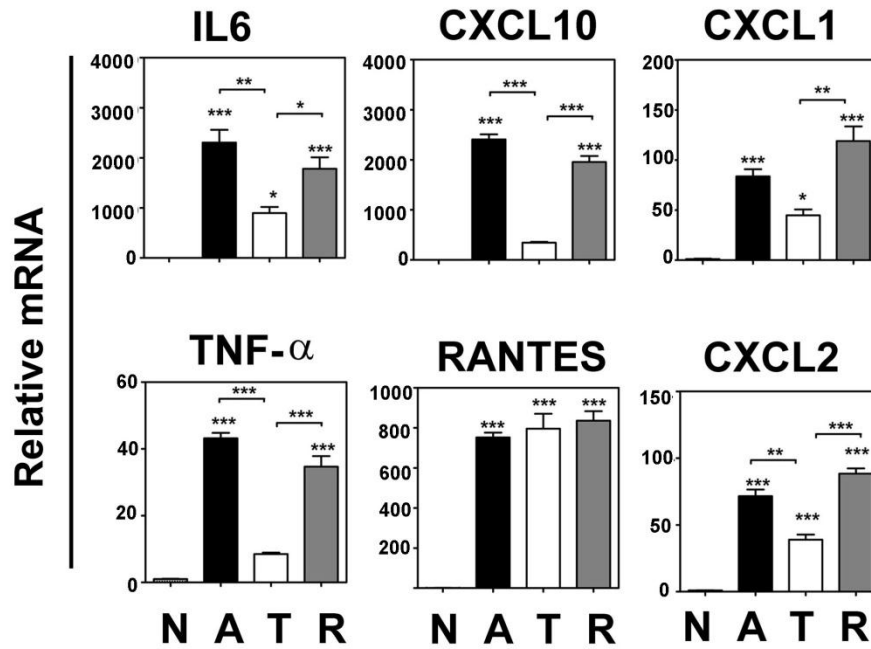 IL6 CXCL10 CXCL1
4000 3000 2000 1000 0
** *
*** * ***
4000 3000 2000 1000 0
*** ***
*** ***
200 150 100 50 0
**
*** * ***
Relative mRNA
TNF-α RANTES CXCL2
60 40 20 0
*** ***
*** ***
1000 800 600 400 200
*** *** ***
150 100 50 0
** ***
*** *** ***
N A T R N A T R N A T R